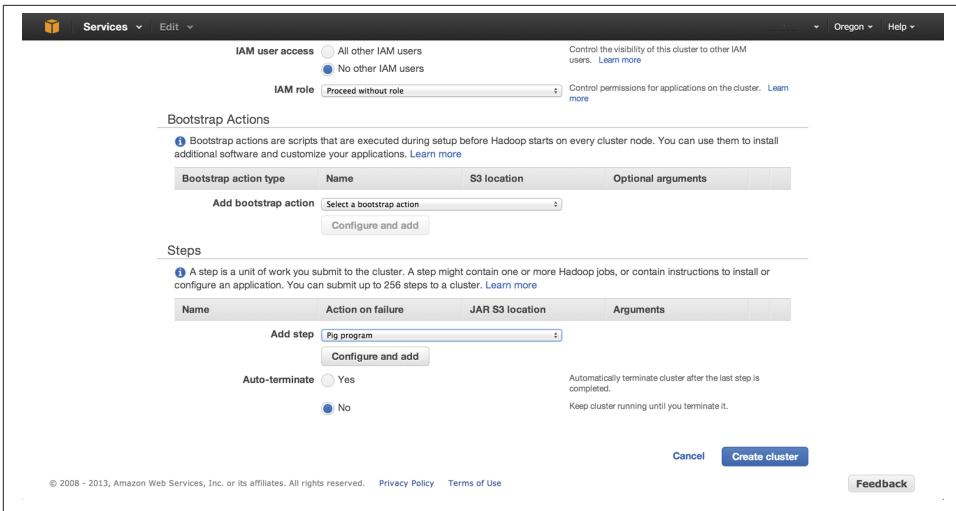 Services Edit Oregon Help
IAM user access All other IAM users Control the visibility of this cluster to other IAM
users. Learn more
No other IAM users
IAM role Proceed without role Control permissions for applications on the cluster. Learn
more
Bootstrap Actions
Bootstrap actions are scripts that are executed during setup before Hadoop starts on every cluster node. You can use them to install
additional software and customize your applications. Learn more
Bootstrap action type Name S3 location Optional arguments
Add bootstrap action Select a bootstrap action
Configure and add
Steps
A step is a unit of work you submit to the cluster. A step might contain one or more Hadoop jobs, or contain instructions to install or
configure an application. You can submit up to 256 steps to a cluster. Learn more
Name Action on failure JAR S3 location Arguments
Add step Pig program
Configure and add
Auto-terminate Yes Automatically terminate cluster after the last step is
completed.
No Keep cluster running until you terminate it.
Cancel Create cluster
© 2008 - 2013, Amazon Web Services, Inc. or its affiliates. All rights reserved. Privacy Policy Terms of Use Feedback